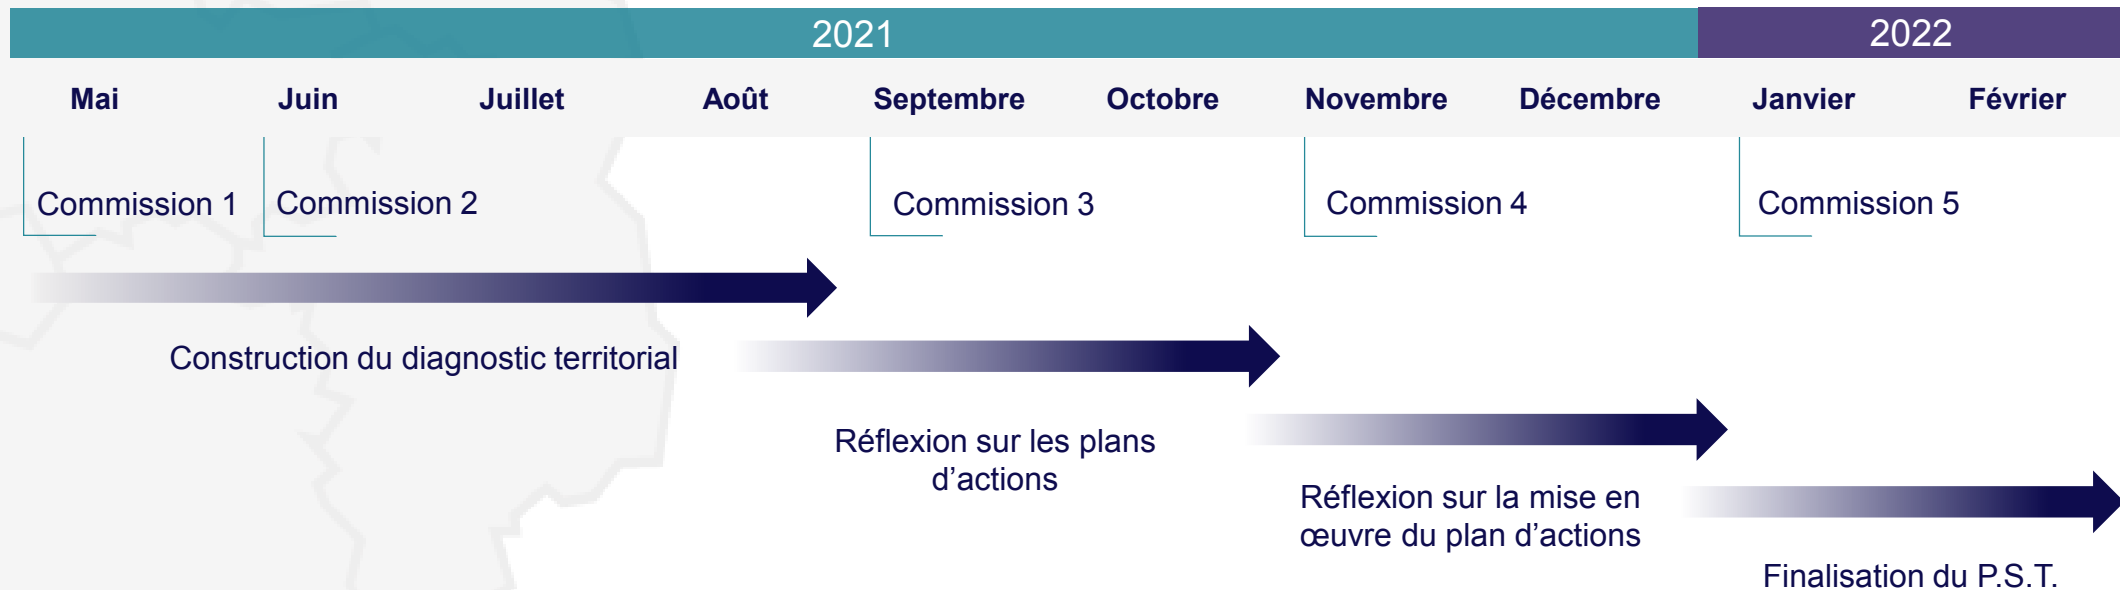 2021
2022
Mai
Juin
Juillet
Août
Septembre
Octobre
Novembre
Décembre
Janvier
Février
Commission 1
Commission 2
Commission 3
Commission 4
Commission 5
Construction du diagnostic territorial
Réflexion sur les plans
d’actions
Réflexion sur la mise en
œuvre du plan d’actions
Finalisation du P.S.T.